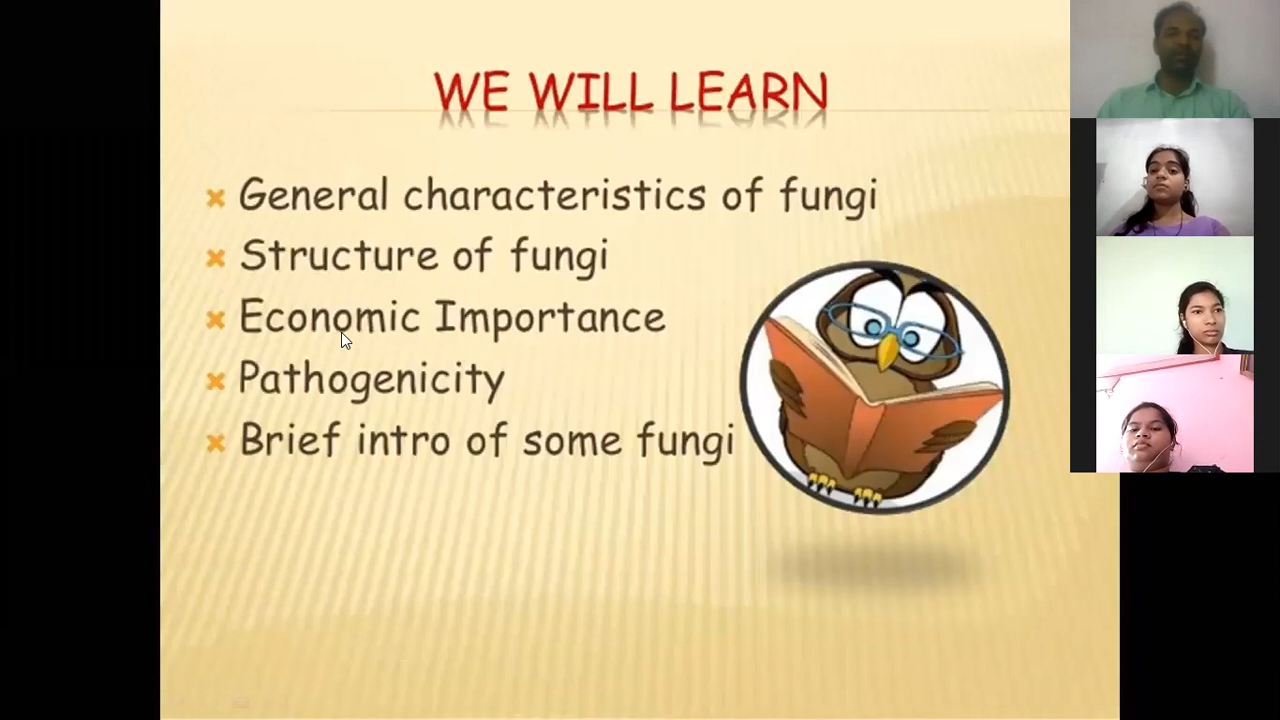 WE WILL LEARN
General characteristics of fungi
Structure of fungi
Economic Importance
Pathogenicity
Brief intro of some fungi